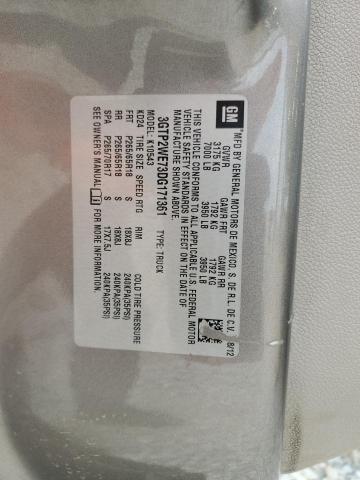 GM
MFD BY GENERAL MOTORS DE MEXICO, S. DE R.L. DE C.V. 8/12
GVWR GAWR FRT GAWR RR
3175 KG 1792 KG 1792 KG
7000 LB 3950 LB 3950 LB
THIS VEHICLE CONFORMS TO ALL APPLICABLE U.S. FEDERAL MOTOR
VEHICLE SAFETY STANDARDS IN EFFECT ON THE DATE OF
3GTP2WE73DG171361 TYPE: TRUCK
MODEL: K10543
KD24 TIRE SIZE SPEED RTG RIM COLD TIRE PRESSURE
FRT P265/65R18 S 18X8J 240KPA(35PSI)
RR P265/65R18 S 18X8J 240KPA(35PSI)
SPA P265/70R17 S 17X7.5J 240KPA(35PSI)
SEE OWNER'S MANUAL FOR MORE INFORMATION.